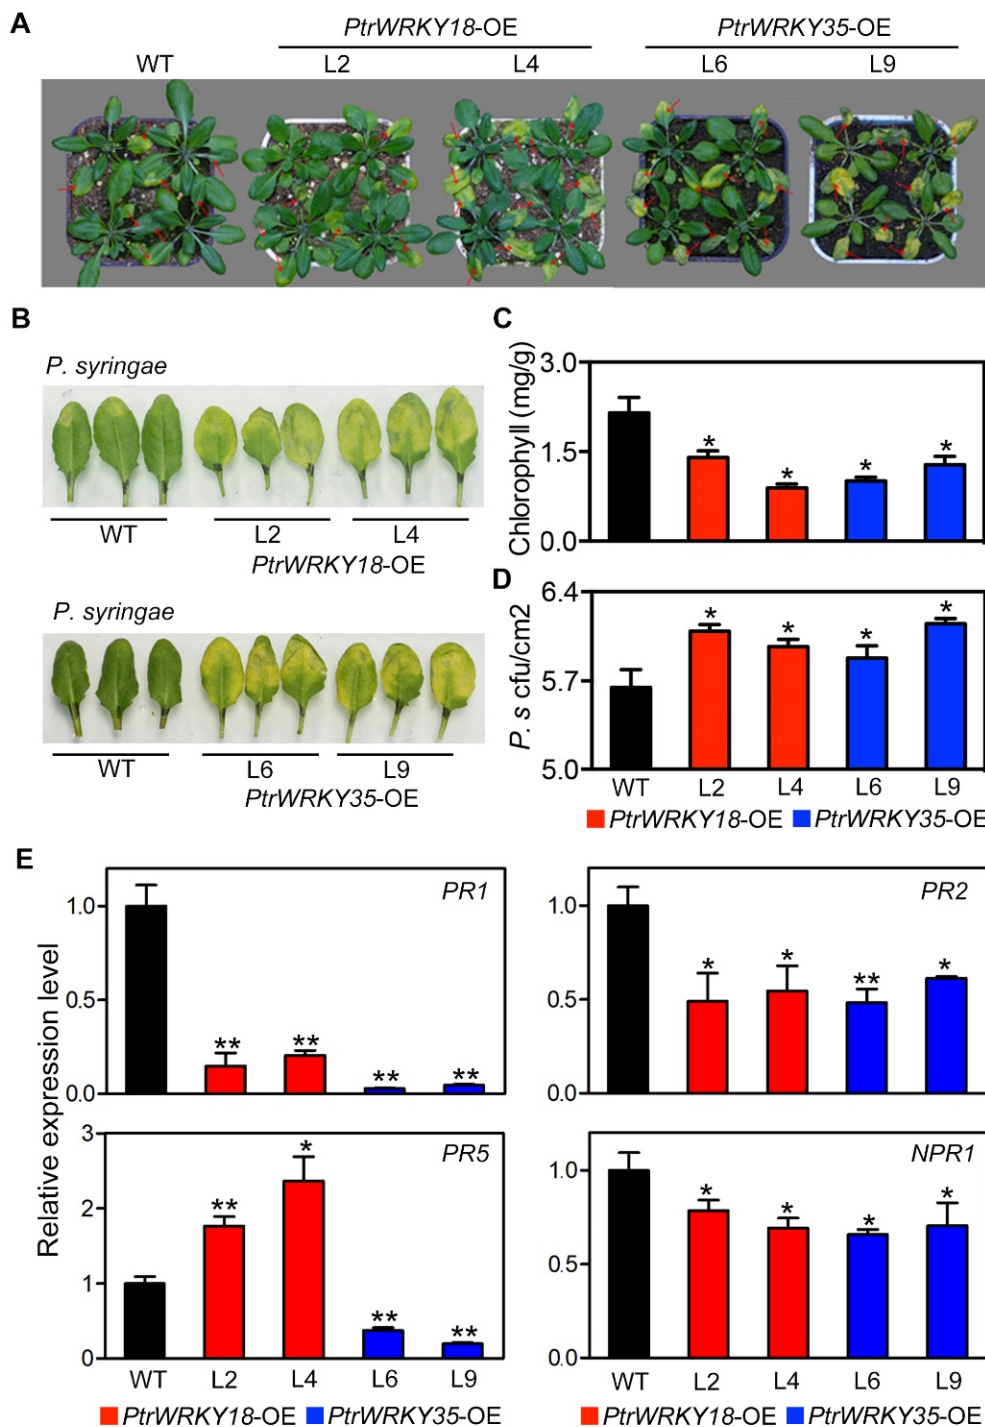 A
PtrWRKY18-OE PtrWRKY35-OE
WT L2 L4 L6 L9
B
P. syringae
WT L2 L4
PtrWRKY18-OE
P. syringae
WT L6 L9
PtrWRKY35-OE
C
Chlorophyll (mg/g)
3.0
1.5
0.0
* * * *
D
P. s cfu/cm2
6.4
5.7
5.0
* * * *
WT L2 L4 L6 L9
PtrWRKY18-OE PtrWRKY35-OE
E
Relative expression level
PR1
1.0
0.5
0.0
** ** ** **
PR2
1.0
0.5
0.0
* * ** *
PR5
3
2
1
0
** * ** **
WT L2 L4 L6 L9
PtrWRKY18-OE PtrWRKY35-OE
NPR1
1.0
0.5
0.0
* * * *
WT L2 L4 L6 L9
PtrWRKY18-OE PtrWRKY35-OE